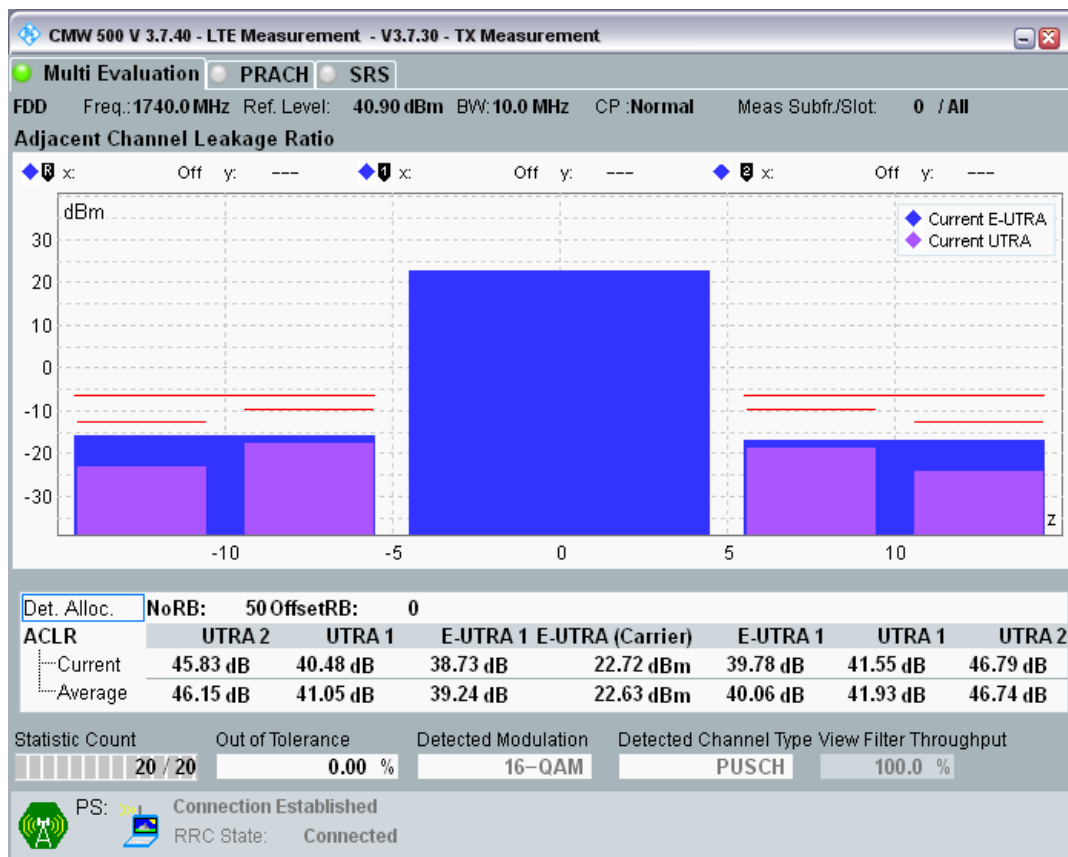 CMW 500 V 3.7.40 - LTE Measurement - V3.7.30 - TX Measurement
Multi Evaluation PRACH SRS
FDD Freq.:1740.0 MHz Ref. Level: 40.90 dBm BW:10.0 MHz CP :Normal Meas Subfr./Slot: 0 / All
Adjacent Channel Leakage Ratio
R x: Off y: --- 1 x: Off y: --- 2 x: Off y: ---
dBm
Current E-UTRA
Current UTRA
30
20
10
0
-10
-20
-30
z
-10 -5 0 5 10
Det. Alloc. NoRB: 50 OffsetRB: 0
ACLR UTRA 2 UTRA 1 E-UTRA 1 E-UTRA (Carrier) E-UTRA 1 UTRA 1 UTRA 2
Current 45.83 dB 40.48 dB 38.73 dB 22.72 dBm 39.78 dB 41.55 dB 46.79 dB
Average 46.15 dB 41.05 dB 39.24 dB 22.63 dBm 40.06 dB 41.93 dB 46.74 dB
Statistic Count Out of Tolerance Detected Modulation Detected Channel Type View Filter Throughput
20 / 20 0.00 % 16-QAM PUSCH 100.0 %
PS: Connection Established
RRC State: Connected